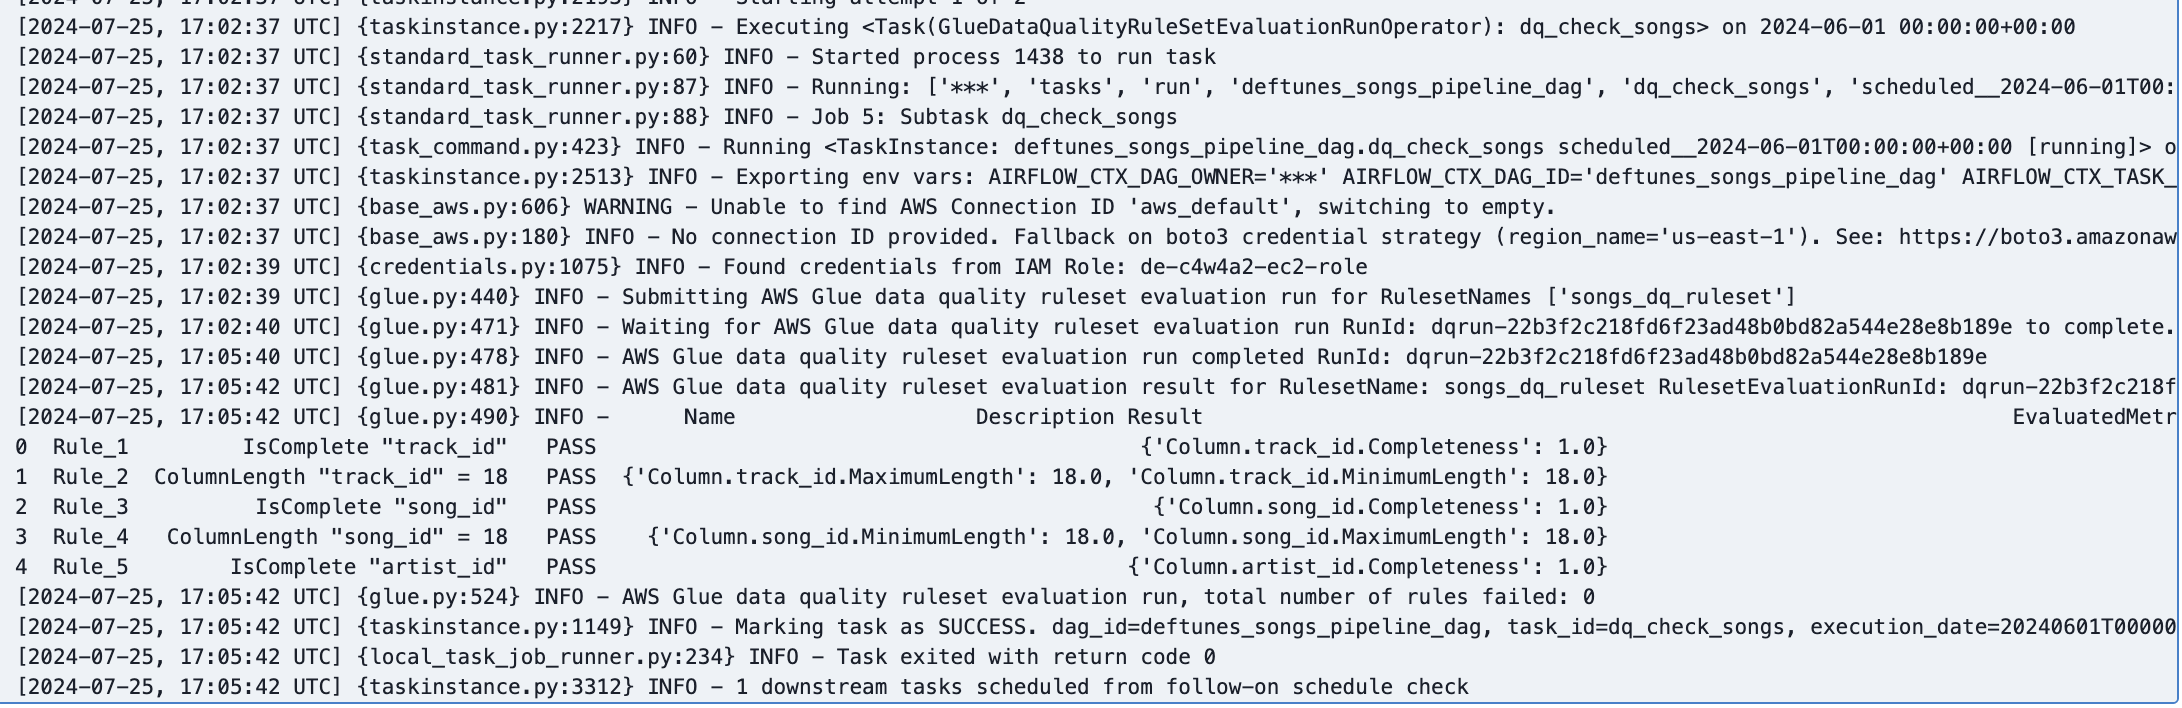 [2024-07-25, 17:02:37 UTC] {taskinstance.py:2193} INFO - Starting attempt 1 of 2
[2024-07-25, 17:02:37 UTC] {taskinstance.py:2217} INFO – Executing <Task(GlueDataQualityRuleSetEvaluationRunOperator): dq_check_songs> on 2024-06-01 00:00:00+00:00
[2024-07-25, 17:02:37 UTC] {standard_task_runner.py:60} INFO – Started process 1438 to run task
[2024-07-25, 17:02:37 UTC] {standard_task_runner.py:87} INFO – Running: ['***', 'tasks', 'run', 'deftunes_songs_pipeline_dag', 'dq_check_songs', 'scheduled__2024-06-01T00:
[2024-07-25, 17:02:37 UTC] {standard_task_runner.py:88} INFO – Job 5: Subtask dq_check_songs
[2024-07-25, 17:02:37 UTC] {task_command.py:423} INFO – Running <TaskInstance: deftunes_songs_pipeline_dag.dq_check_songs scheduled__2024-06-01T00:00:00+00:00 [running]> o
[2024-07-25, 17:02:37 UTC] {taskinstance.py:2513} INFO – Exporting env vars: AIRFLOW_CTX_DAG_OWNER='***' AIRFLOW_CTX_DAG_ID='deftunes_songs_pipeline_dag' AIRFLOW_CTX_TASK_
[2024-07-25, 17:02:37 UTC] {base_aws.py:606} WARNING – Unable to find AWS Connection ID 'aws_default', switching to empty.
[2024-07-25, 17:02:37 UTC] {base_aws.py:180} INFO – No connection ID provided. Fallback on boto3 credential strategy (region_name='us-east-1'). See: https://boto3.amazonaw
[2024-07-25, 17:02:39 UTC] {credentials.py:1075} INFO – Found credentials from IAM Role: de-c4w4a2-ec2-role
[2024-07-25, 17:02:39 UTC] {glue.py:440} INFO – Submitting AWS Glue data quality ruleset evaluation run for RulesetNames ['songs_dq_ruleset']
[2024-07-25, 17:02:40 UTC] {glue.py:471} INFO – Waiting for AWS Glue data quality ruleset evaluation run RunId: dqrun-22b3f2c218fd6f23ad48b0bd82a544e28e8b189e to complete.
[2024-07-25, 17:05:40 UTC] {glue.py:478} INFO – AWS Glue data quality ruleset evaluation run completed RunId: dqrun-22b3f2c218fd6f23ad48b0bd82a544e28e8b189e
[2024-07-25, 17:05:42 UTC] {glue.py:481} INFO – AWS Glue data quality ruleset evaluation result for RulesetName: songs_dq_ruleset RulesetEvaluationRunId: dqrun-22b3f2c218f
[2024-07-25, 17:05:42 UTC] {glue.py:490} INFO – Name Description Result EvaluatedMetr
0 Rule_1 IsComplete "track_id" PASS {'Column.track_id.Completeness': 1.0}
1 Rule_2 ColumnLength "track_id" = 18 PASS {'Column.track_id.MaximumLength': 18.0, 'Column.track_id.MinimumLength': 18.0}
2 Rule_3 IsComplete "song_id" PASS {'Column.song_id.Completeness': 1.0}
3 Rule_4 ColumnLength "song_id" = 18 PASS {'Column.song_id.MinimumLength': 18.0, 'Column.song_id.MaximumLength': 18.0}
4 Rule_5 IsComplete "artist_id" PASS {'Column.artist_id.Completeness': 1.0}
[2024-07-25, 17:05:42 UTC] {glue.py:524} INFO – AWS Glue data quality ruleset evaluation run, total number of rules failed: 0
[2024-07-25, 17:05:42 UTC] {taskinstance.py:1149} INFO – Marking task as SUCCESS. dag_id=deftunes_songs_pipeline_dag, task_id=dq_check_songs, execution_date=20240601T00000
[2024-07-25, 17:05:42 UTC] {local_task_job_runner.py:234} INFO – Task exited with return code 0
[2024-07-25, 17:05:42 UTC] {taskinstance.py:3312} INFO – 1 downstream tasks scheduled from follow-on schedule check